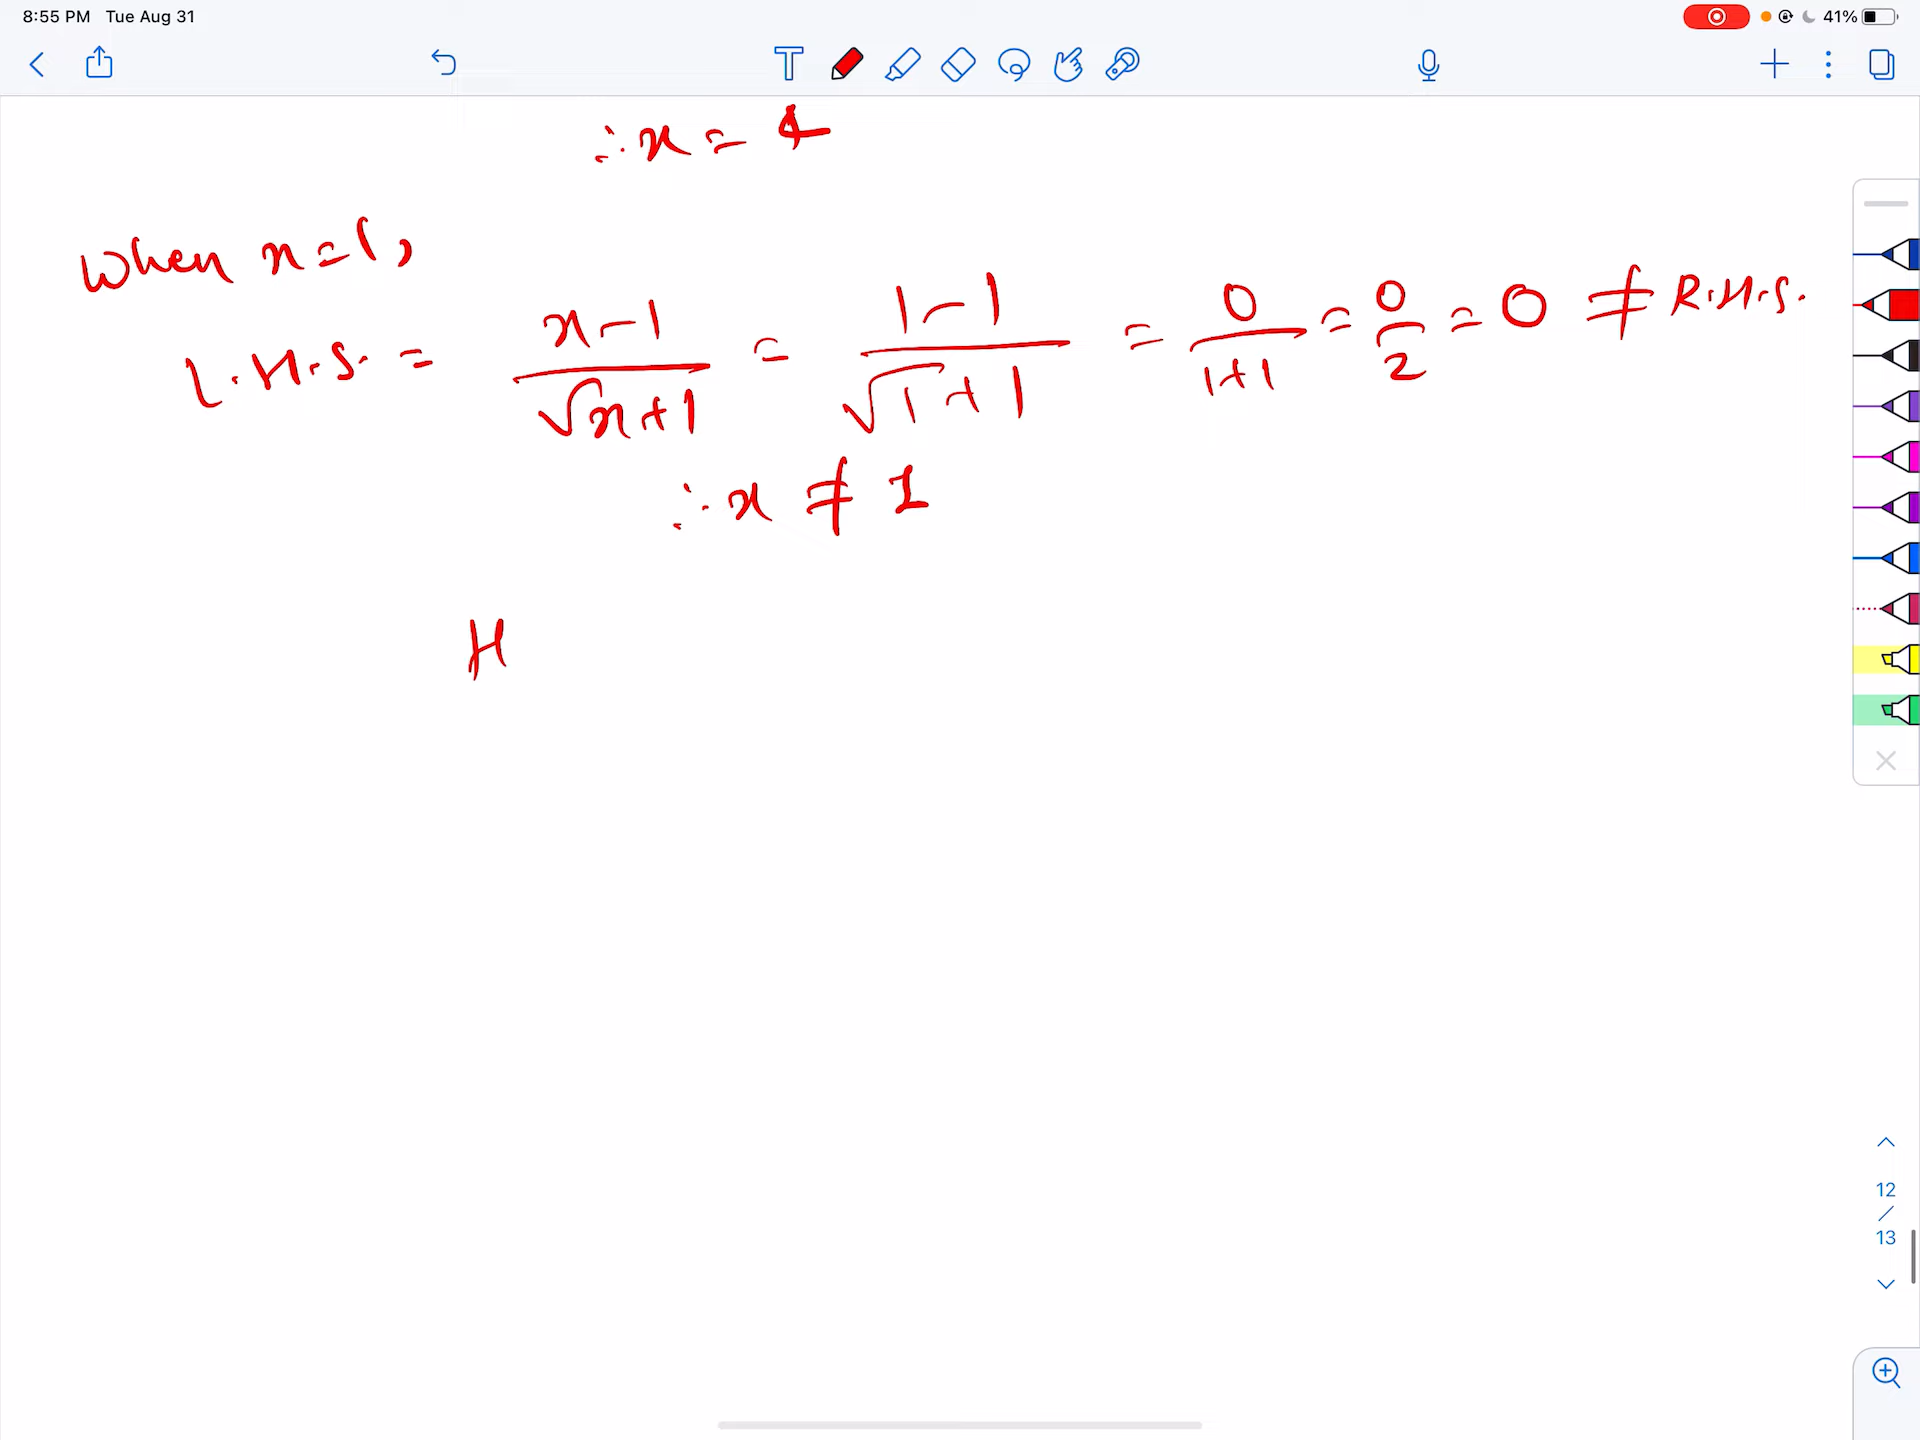 8:55 PM Tue Aug 31
41%
T
∴ x = 4
When x=1,
L.H.S. = x-1/√x+1 = 1-1/√1+1 = 0/1+1 = 0/2 = 0 ≠ R.H.S.
∴ x ≠ 1
H
12
/
13